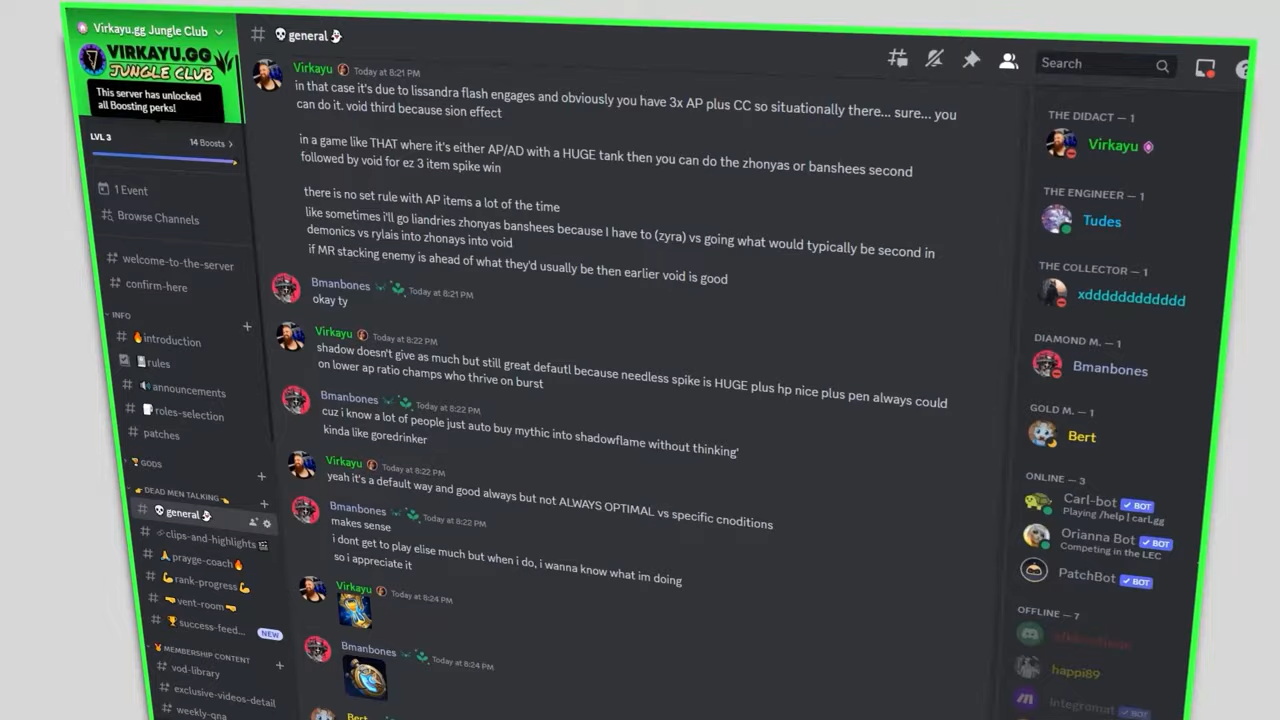 Virkayu.gg Jungle Club
VIRKAYU.GG
JUNGLE CLUB
This server has unlocked
all Boosting perks!
LVL 3
14 Boosts
1 Event
Browse Channels
welcome-to-the-server
confirm-here
INFO
introduction
rules
announcements
roles-selection
patches
GODS
DEAD MEN TALKING
general
clips-and-highlights
prayge-coach
rank-progress
vent-room
success-feed...
NEW
MEMBERSHIP CONTENT
vod-library
exclusive-videos-detail
weekly-qna
general
Search
Virkayu Today at 8:21 PM
in that case it's due to lissandra flash engages and obviously you have 3x AP plus CC so situationally there... sure... you
can do it. void third because sion effect
in a game like THAT where it's either AP/AD with a HUGE tank then you can do the zhonyas or banshees second
followed by void for ez 3 item spike win
there is no set rule with AP items a lot of the time
like sometimes i'll go liandries zhonyas banshees because I have to (zyra) vs going what would typically be second in
demonics vs rylais into zhonays into void
if MR stacking enemy is ahead of what they'd usually be then earlier void is good
Bmanbones Today at 8:21 PM
okay ty
Virkayu Today at 8:22 PM
shadow doesn't give as much but still great defautl because needless spike is HUGE plus hp nice plus pen always could
on lower ap ratio champs who thrive on burst
Bmanbones Today at 8:22 PM
cuz i know a lot of people just auto buy mythic into shadowflame without thinking'
kinda like goredrinker
Virkayu Today at 8:22 PM
yeah it's a default way and good always but not ALWAYS OPTIMAL vs specific cnoditions
Bmanbones Today at 8:22 PM
makes sense
i dont get to play elise much but when i do, i wanna know what im doing
so i appreciate it
Virkayu Today at 8:24 PM
Bmanbones Today at 8:24 PM
Bert
THE DIDACT — 1
Virkayu
THE ENGINEER — 1
Tudes
THE COLLECTOR — 1
xdddddddddddd
DIAMOND M. — 1
Bmanbones
GOLD M. — 1
Bert
ONLINE — 3
Carl-bot BOT
Playing /help | carl.gg
Orianna Bot BOT
Competing in the LEC
PatchBot BOT
OFFLINE — 7
happi89
Integromat BOT